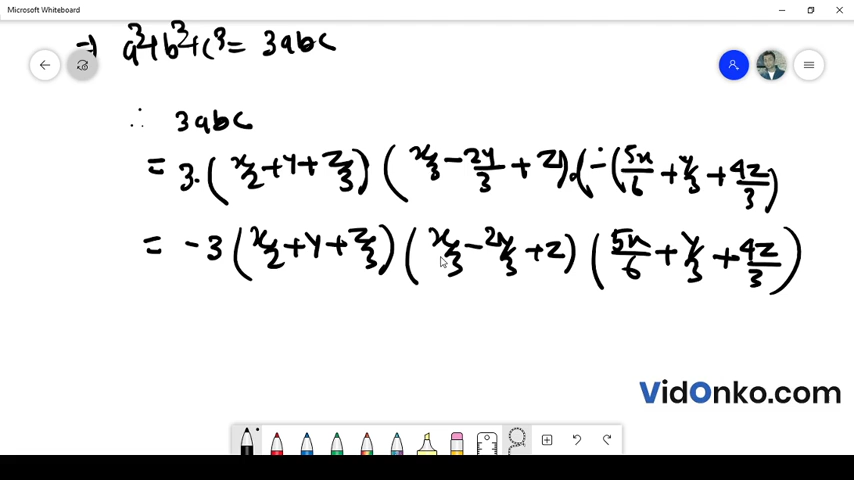 Microsoft Whiteboard
⇒ a³+b³+c³= 3abc
∴ 3abc
= 3.(x/2+y+z/3)(x/3-2y/3+z).{-(5x/6+y/3+4z/3)
= -3(x/2+y+z/3)(x/3-2y/3+z)(5x/6+y/3+4z/3)
VidOnko.com